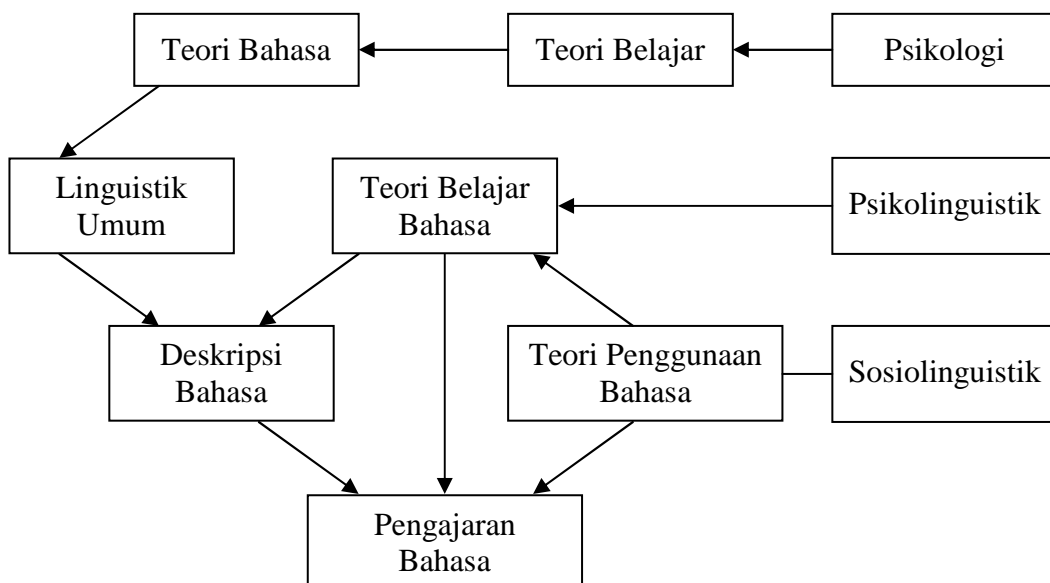 Teori Bahasa
Teori Belajar
Psikologi
Linguistik
Umum
Teori Belajar
Bahasa
Psikolinguistik
Deskripsi
Bahasa
Teori Penggunaan
Bahasa
Sosiolinguistik
Pengajaran
Bahasa